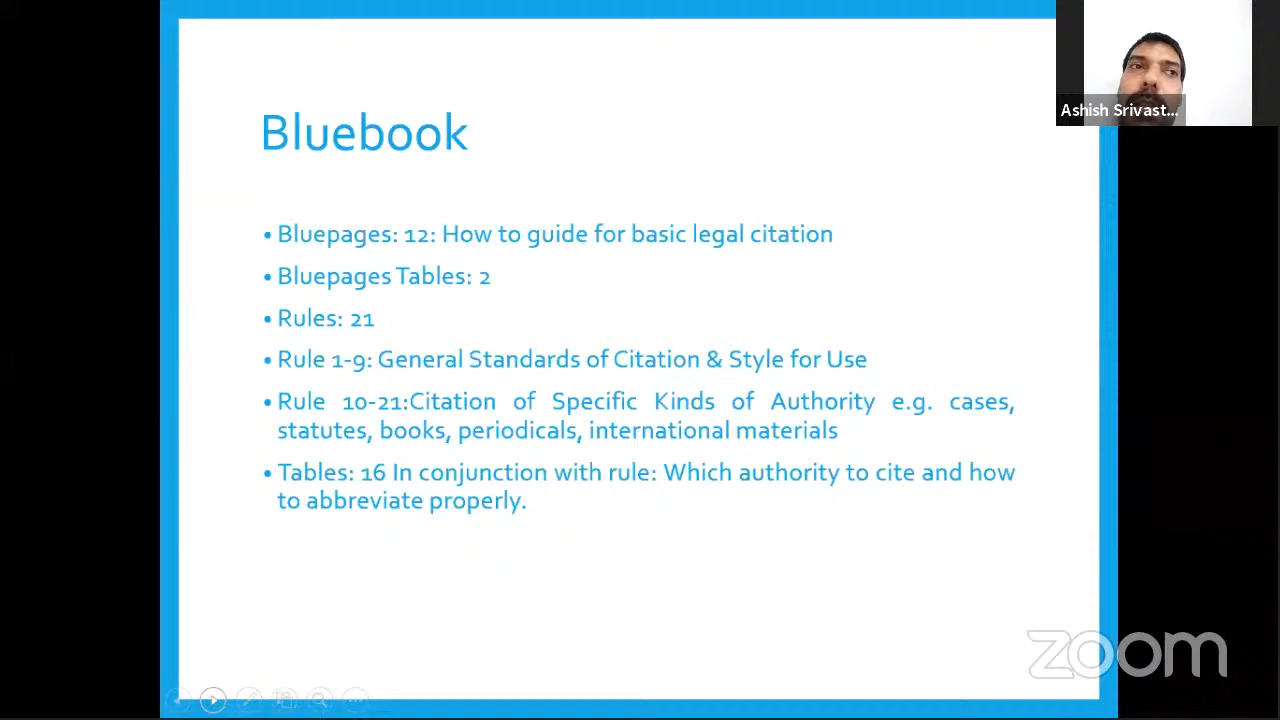 Bluebook
• Bluepages: 12: How to guide for basic legal citation
• Bluepages Tables: 2
• Rules: 21
• Rule 1-9: General Standards of Citation & Style for Use
• Rule 10-21:Citation of Specific Kinds of Authority e.g. cases,
statutes, books, periodicals, international materials
• Tables: 16 In conjunction with rule: Which authority to cite and how
to abbreviate properly.
Ashish Srivast...
zoom